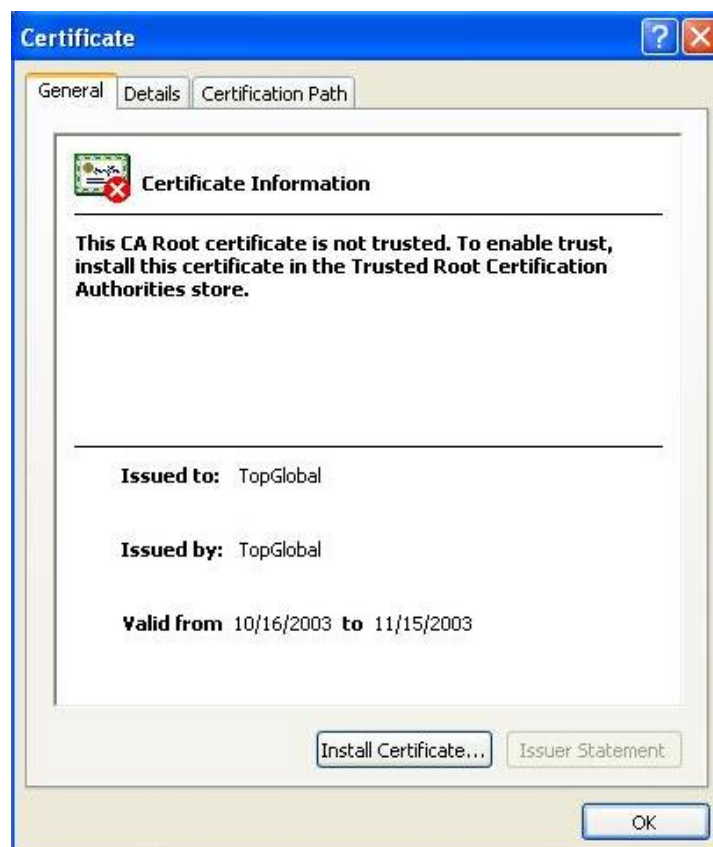 Certificate
General Details Certification Path
Certificate Information
This CA Root certificate is not trusted. To enable trust,
install this certificate in the Trusted Root Certification
Authorities store.
Issued to: TopGlobal
Issued by: TopGlobal
Valid from 10/16/2003 to 11/15/2003
Install Certificate... Issuer Statement
OK